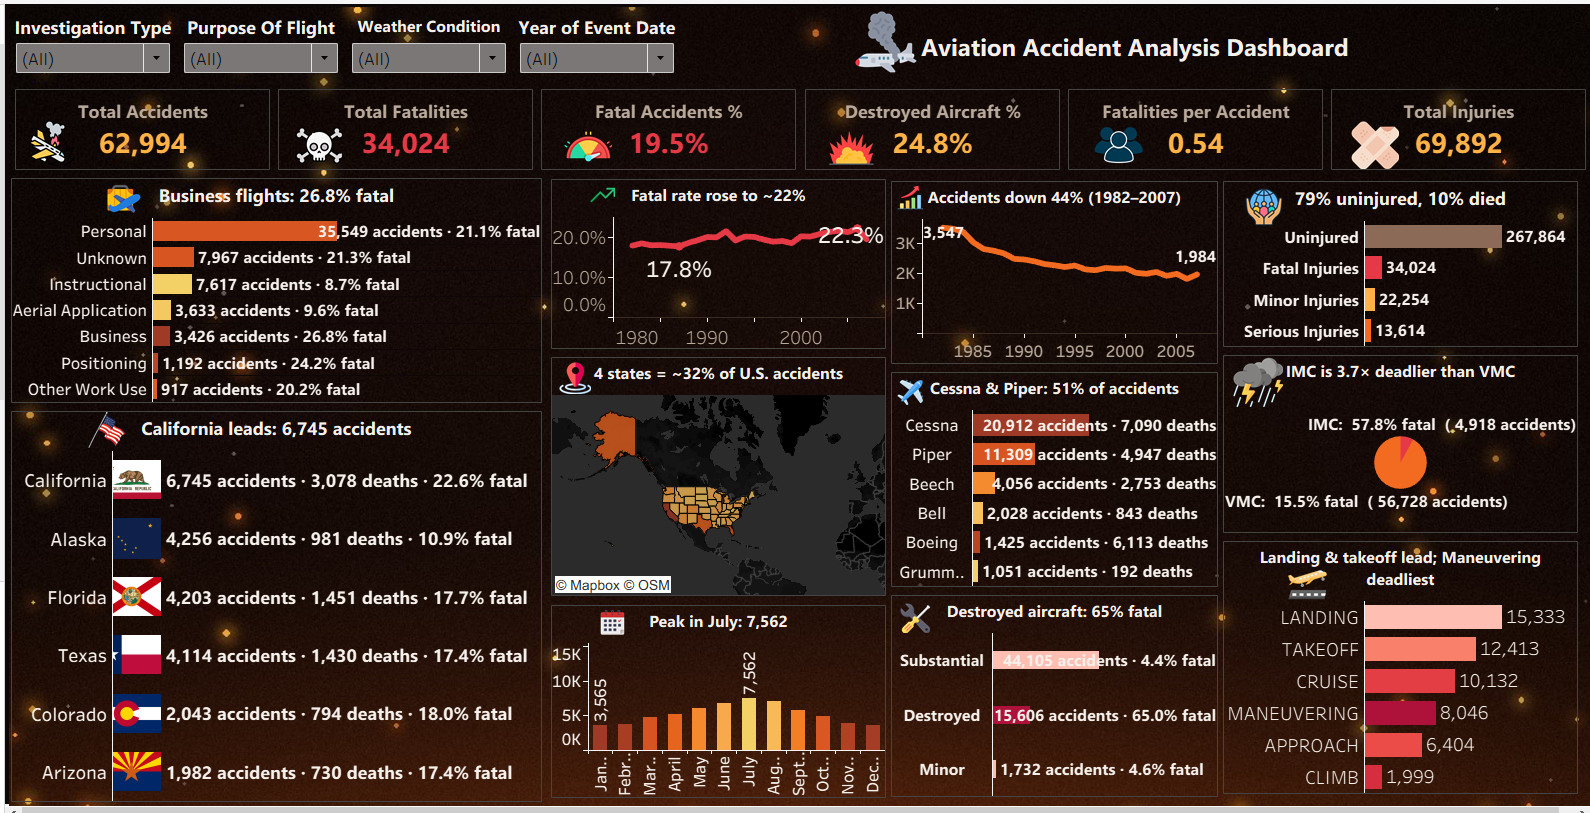 Investigation Type
Purpose Of Flight
Weather Condition
Year of Event Date
(All)
(All)
(All)
(All)
Aviation Accident Analysis Dashboard
Total Accidents
62,994
Total Fatalities
34,024
Fatal Accidents %
19.5%
Destroyed Aircraft %
24.8%
Fatalities per Accident
0.54
Total Injuries
69,892
Business flights: 26.8% fatal
Personal 35,549 accidents · 21.1% fatal
Unknown 7,967 accidents · 21.3% fatal
Instructional 7,617 accidents · 8.7% fatal
Aerial Application 3,633 accidents · 9.6% fatal
Business 3,426 accidents · 26.8% fatal
Positioning 1,192 accidents · 24.2% fatal
Other Work Use 917 accidents · 20.2% fatal
California leads: 6,745 accidents
California 6,745 accidents · 3,078 deaths · 22.6% fatal
Alaska 4,256 accidents · 981 deaths · 10.9% fatal
Florida 4,203 accidents · 1,451 deaths · 17.7% fatal
Texas 4,114 accidents · 1,430 deaths · 17.4% fatal
Colorado 2,043 accidents · 794 deaths · 18.0% fatal
Arizona 1,982 accidents · 730 deaths · 17.4% fatal
Fatal rate rose to ~22%
20.0%
22.3%
17.8%
10.0%
0.0%
1980 1990 2000
4 states = ~32% of U.S. accidents
© Mapbox © OSM
Peak in July: 7,562
15K
10K
5K
0K
3,565
7,562
Jan..
Febr..
Mar..
April
May
June
July
Aug..
Sept..
Oct..
Nov..
Dec..
Accidents down 44% (1982–2007)
3,547
3K
1,984
2K
1K
1985 1990 1995 2000 2005
Cessna & Piper: 51% of accidents
Cessna 20,912 accidents · 7,090 deaths
Piper 11,309 accidents · 4,947 deaths
Beech 4,056 accidents · 2,753 deaths
Bell 2,028 accidents · 843 deaths
Boeing 1,425 accidents · 6,113 deaths
Grumm.. 1,051 accidents · 192 deaths
Destroyed aircraft: 65% fatal
Substantial 44,105 accidents · 4.4% fatal
Destroyed 15,606 accidents · 65.0% fatal
Minor 1,732 accidents · 4.6% fatal
79% uninjured, 10% died
Uninjured 267,864
Fatal Injuries 34,024
Minor Injuries 22,254
Serious Injuries 13,614
IMC is 3.7× deadlier than VMC
IMC: 57.8% fatal ( 4,918 accidents)
VMC: 15.5% fatal ( 56,728 accidents)
Landing & takeoff lead; Maneuvering
deadliest
LANDING 15,333
TAKEOFF 12,413
CRUISE 10,132
MANEUVERING 8,046
APPROACH 6,404
CLIMB 1,999